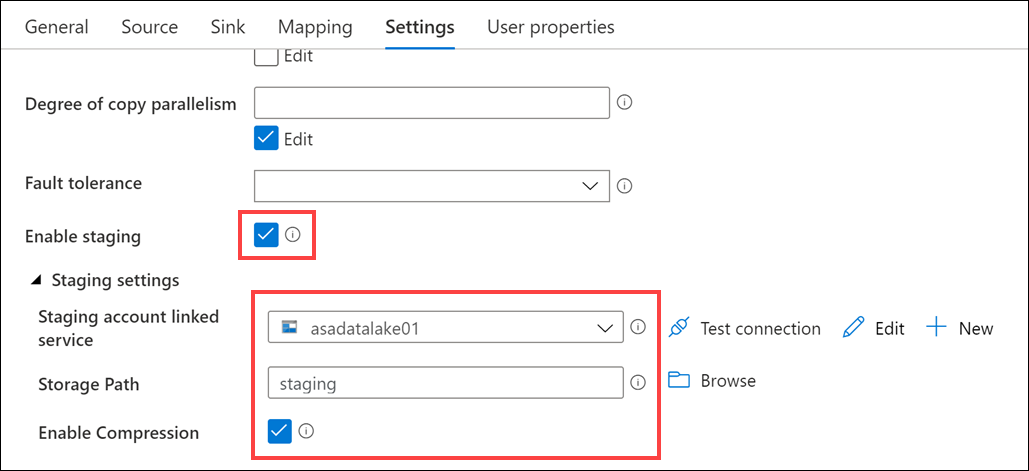 General Source Sink Mapping Settings User properties
Edit
Degree of copy parallelism
Edit
Fault tolerance
Enable staging
Staging settings
Staging account linked
service
asadatalake01
Test connection Edit New
Storage Path staging Browse
Enable Compression